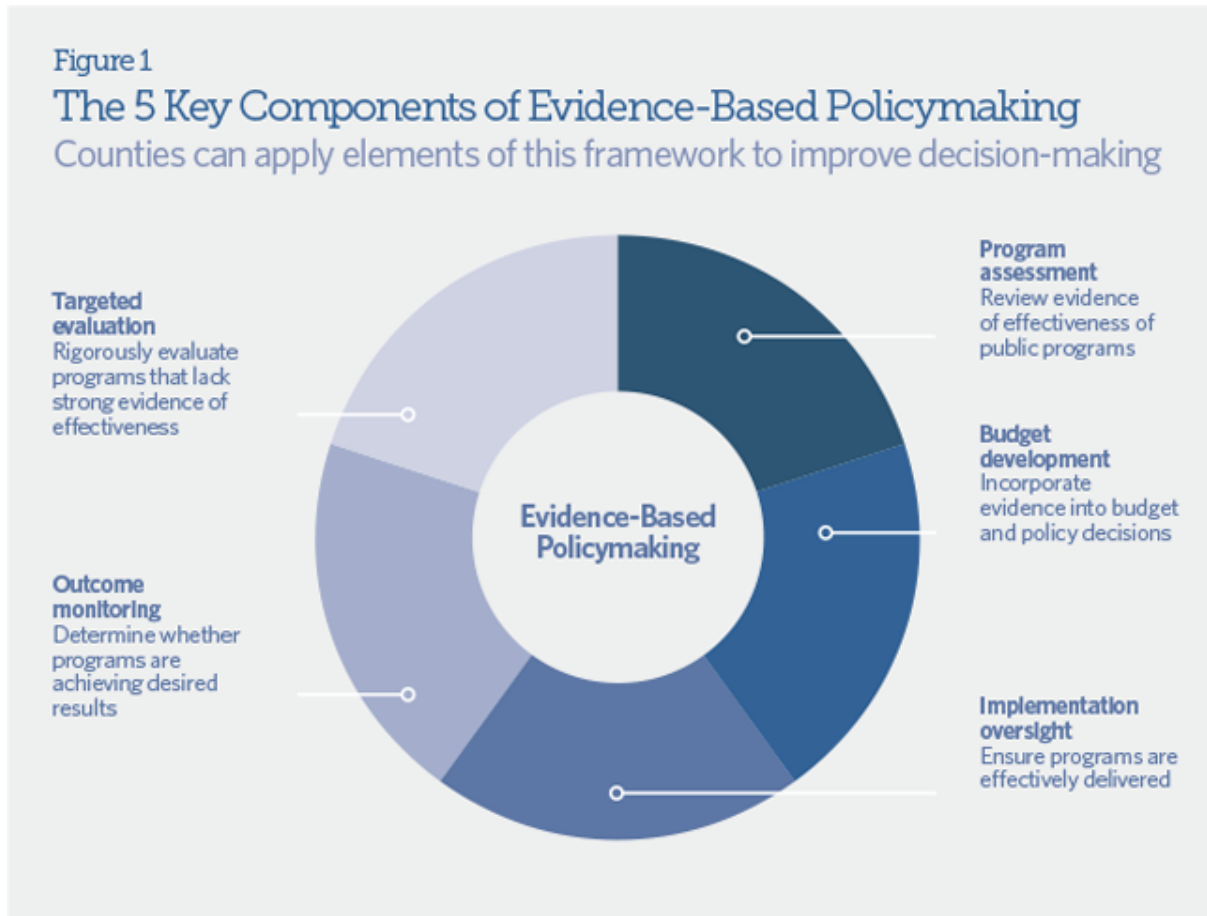 Figure 1
The 5 Key Components of Evidence-Based Policymaking
Counties can apply elements of this framework to improve decision-making
Program
assessment
Review evidence
of effectiveness of
public programs
Budget
development
Incorporate
evidence into budget
and policy decisions
Implementation
oversight
Ensure programs are
effectively delivered
Outcome
monitoring
Determine whether
programs are
achieving desired
results
Targeted
evaluation
Rigorously evaluate
programs that lack
strong evidence of
effectiveness
Evidence-Based
Policymaking